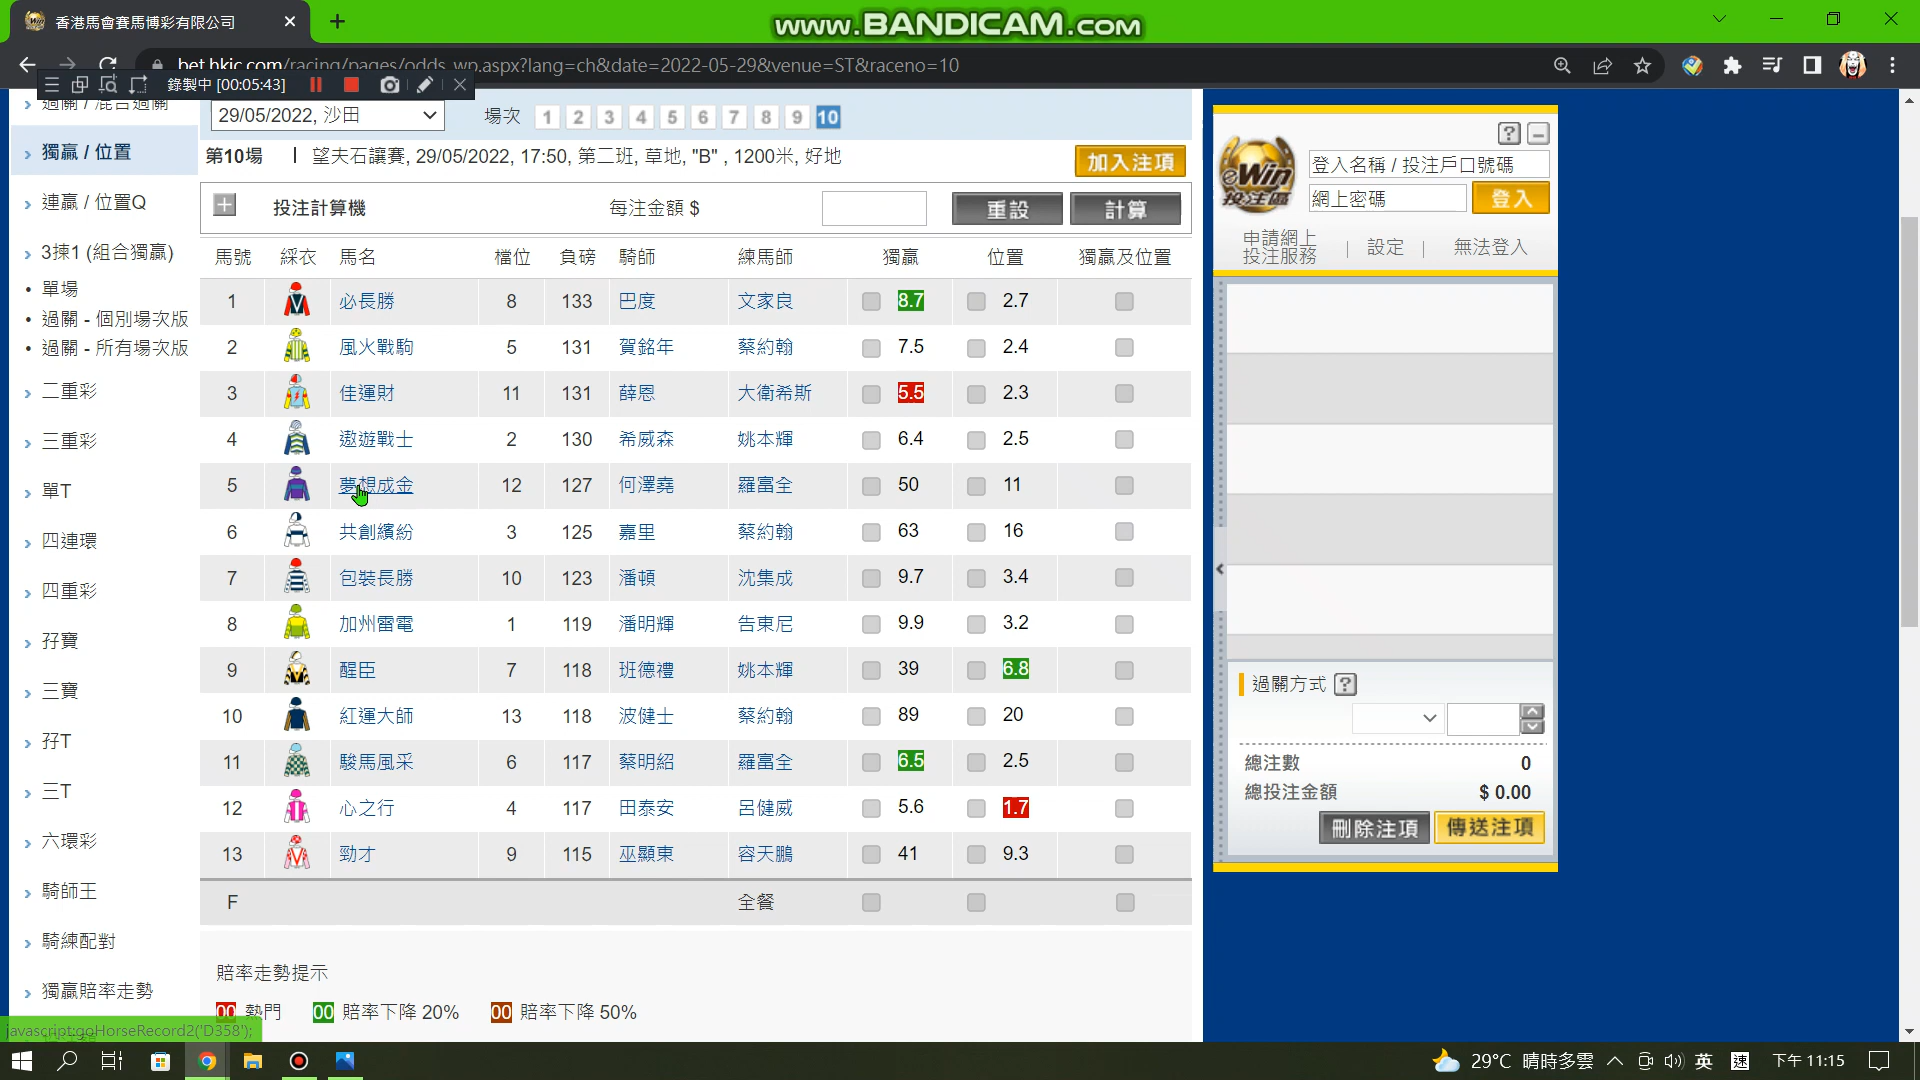 香港馬會賽馬博彩有限公司
www.BANDICAM.com
bet.hkjc.com/racing/pages/odds_wp.aspx?lang=ch&date=2022-05-29&venue=ST&raceno=10
錄製中 [00:05:43]
過關 / 混合過關
獨贏 / 位置
連贏 / 位置Q
3揀1 (組合獨贏)
單場
過關 - 個別場次版
過關 - 所有場次版
二重彩
三重彩
單T
四連環
四重彩
孖寶
三寶
孖T
三T
六環彩
騎師王
騎練配對
獨贏賠率走勢
29/05/2022, 沙田
場次 1 2 3 4 5 6 7 8 9 10
第10場 | 望夫石讓賽, 29/05/2022, 17:50, 第二班, 草地, "B" , 1200米, 好地
加入注項
投注計算機 每注金額 $ 重設 計算
馬號 綵衣 馬名 檔位 負磅 騎師 練馬師 獨贏 位置 獨贏及位置
1 必長勝 8 133 巴度 文家良 8.7 2.7
2 風火戰駒 5 131 賀銘年 蔡約翰 7.5 2.4
3 佳運財 11 131 薛恩 大衛希斯 5.5 2.3
4 遨遊戰士 2 130 希威森 姚本輝 6.4 2.5
5 夢想成金 12 127 何澤堯 羅富全 50 11
6 共創繽紛 3 125 嘉里 蔡約翰 63 16
7 包裝長勝 10 123 潘頓 沈集成 9.7 3.4
8 加州雷電 1 119 潘明輝 告東尼 9.9 3.2
9 醒臣 7 118 班德禮 姚本輝 39 6.8
10 紅運大師 13 118 波健士 蔡約翰 89 20
11 駿馬風采 6 117 蔡明紹 羅富全 6.5 2.5
12 心之行 4 117 田泰安 呂健威 5.6 1.7
13 勁才 9 115 巫顯東 容天鵬 41 9.3
F 全餐
賠率走勢提示
00 熱門 00 賠率下降 20% 00 賠率下降 50%
eWin
投注區
登入名稱 / 投注戶口號碼
網上密碼 登入
申請網上
投注服務 | 設定 | 無法登入
過關方式 ?
總注數 0
總投注金額 $ 0.00
刪除注項 傳送注項
javascript:goHorseRecord2('D358');
29°C 晴時多雲 英 速 下午 11:15